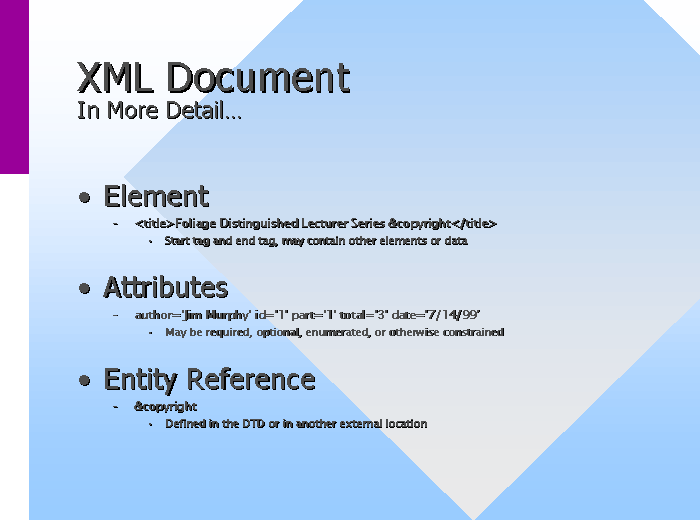 XML Document
In More Detail...
• Element
- <title>Foliage Distinguished Lecturer Series &copyright</title>
• Start tag and end tag, may contain other elements or data
• Attributes
- author="Jim Murphy" id="1" part="1" total="3" date="7/14/99"
• May be required, optional, enumerated, or otherwise constrained
• Entity Reference
- &copyright
• Defined in the DTD or in another external location